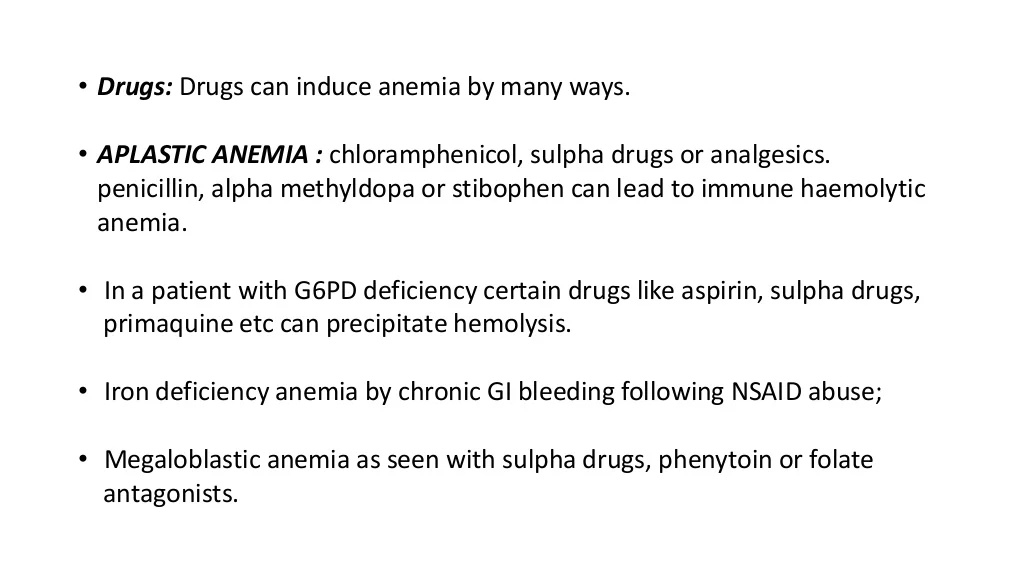 • Drugs: Drugs can induce anemia by many ways.
• APLASTIC ANEMIA : chloramphenicol, sulpha drugs or analgesics.
penicillin, alpha methyldopa or stibophen can lead to immune haemolytic
anemia.
• In a patient with G6PD deficiency certain drugs like aspirin, sulpha drugs,
primaquine etc can precipitate hemolysis.
• Iron deficiency anemia by chronic GI bleeding following NSAID abuse;
• Megaloblastic anemia as seen with sulpha drugs, phenytoin or folate
antagonists.